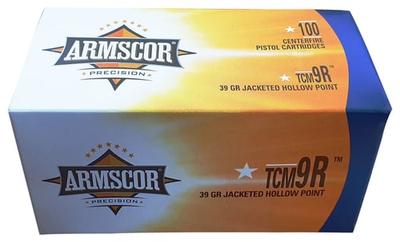 ARMSCOR
PRECISION
100
CENTERFIRE
PISTOL CARTRIDGES
TCM9R™
39 GR JACKETED HOLLOW POINT
ARMSCOR
PRECISION
TCM9R™
39 GR JACKETED HOLLOW POINT